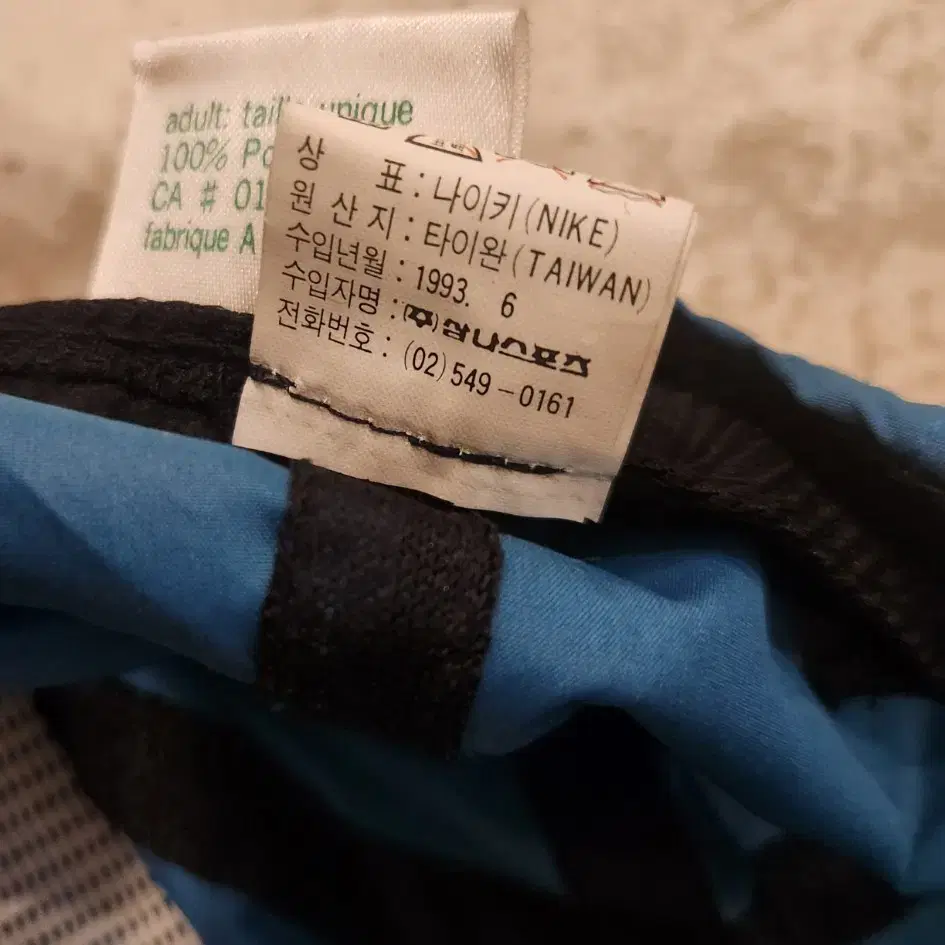 adult: unique
100%
CA # 01
fabrique A
상 표 : 나이키 (NIKE)
원 산 지 : 타이완 (TAIWAN)
수입년월 : 1993. 6
수입자명 : (주)삼나스포츠
전화번호 : (02) 549-0161